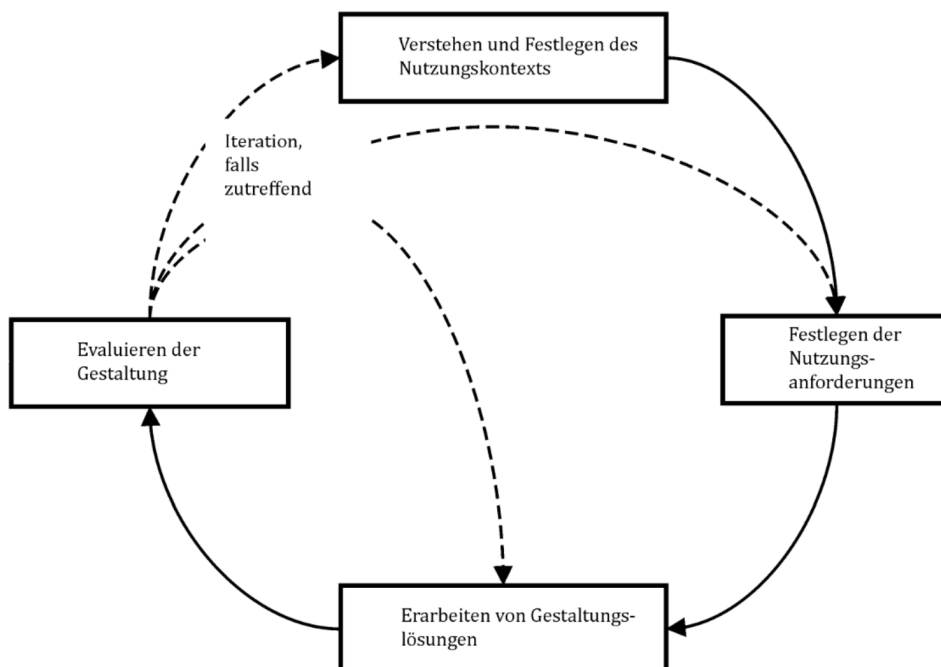 Verstehen und Festlegen des
Nutzungskontexts
Iteration,
falls
zutreffend
Evaluieren der
Gestaltung
Festlegen der
Nutzungs-
anforderungen
Erarbeiten von Gestaltungs-
lösungen